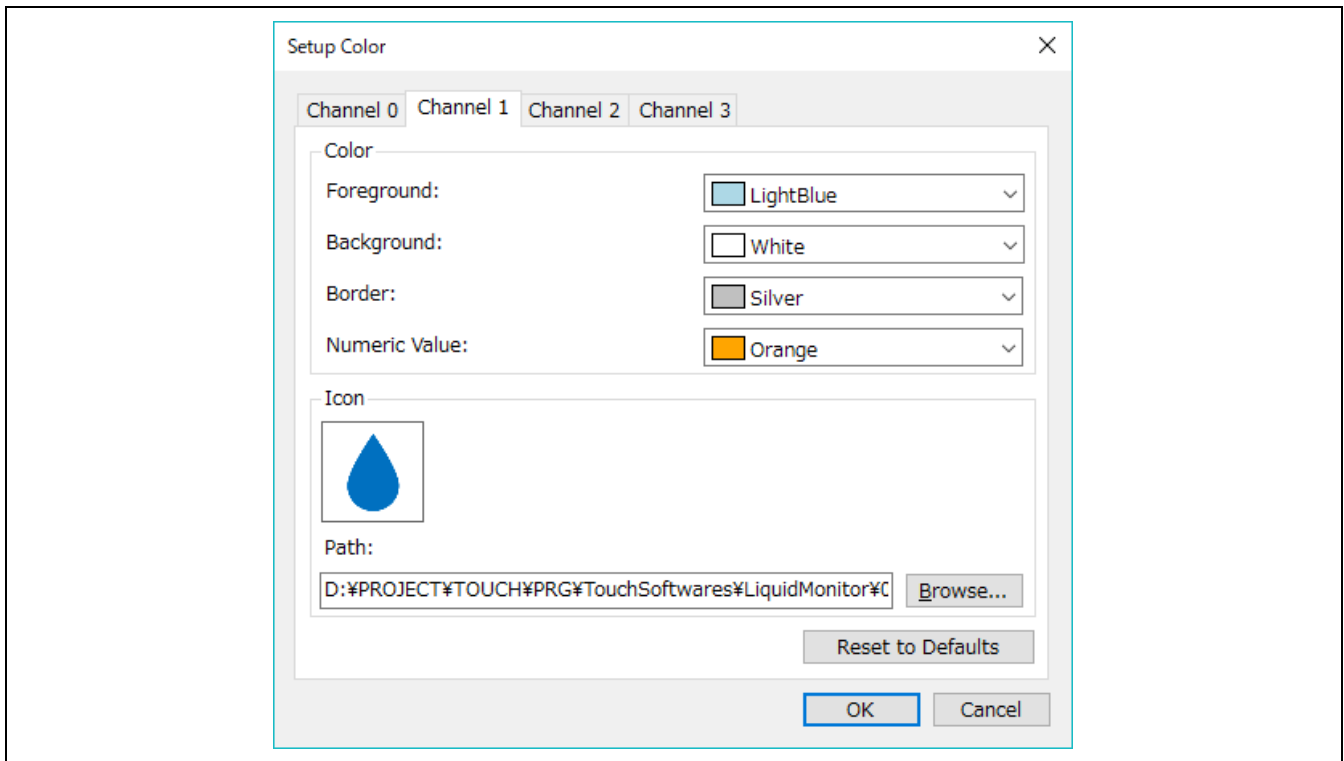 Setup Color
Channel 0 Channel 1 Channel 2 Channel 3
Color
Foreground: LightBlue
Background: White
Border: Silver
Numeric Value: Orange
Icon
Path:
D:¥PROJECT¥TOUCH¥PRG¥TouchSoftwares¥LiquidMonitor¥ Browse...
Reset to Defaults
OK Cancel